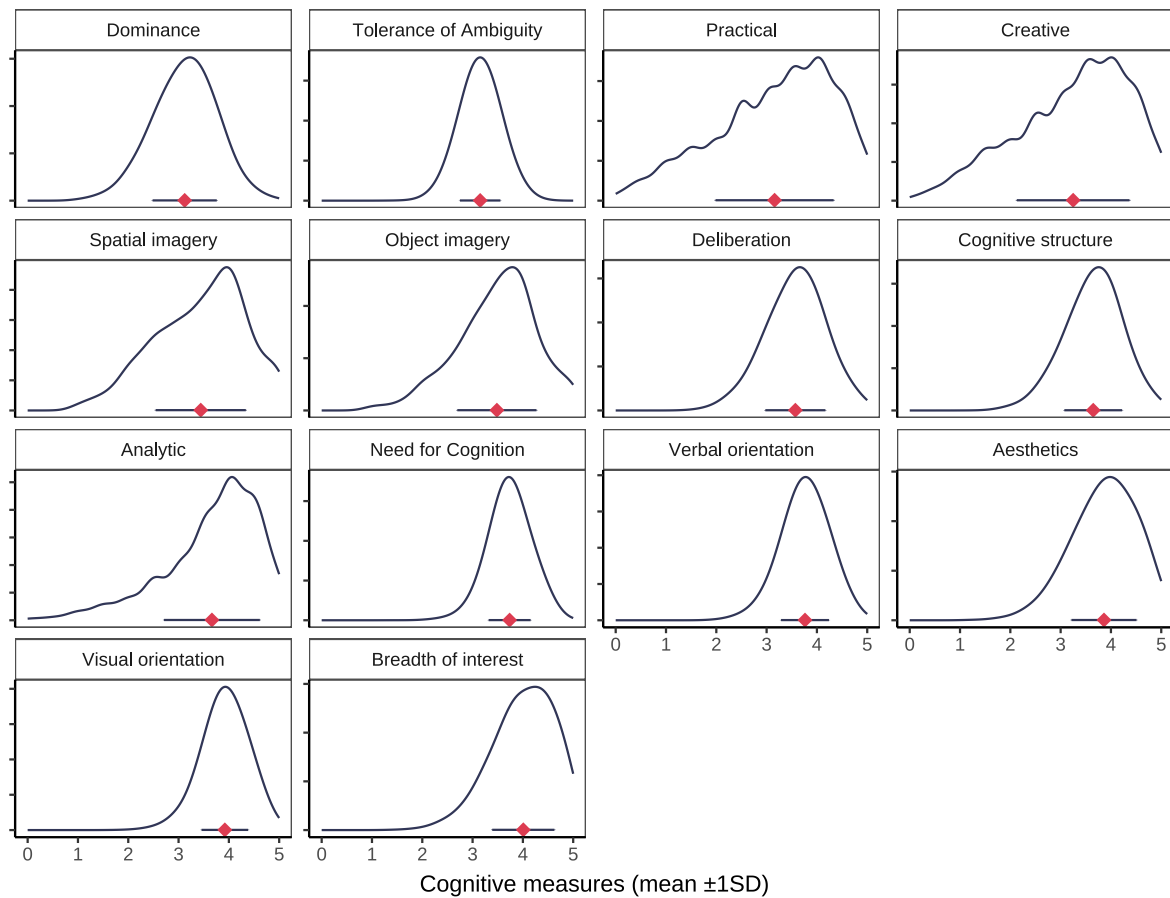 Dominance
Tolerance of Ambiguity
Practical
Creative
Spatial imagery
Object imagery
Deliberation
Cognitive structure
Analytic
Need for Cognition
Verbal orientation
Aesthetics
0 1 2 3 4 5
0 1 2 3 4 5
Visual orientation
Breadth of interest
0 1 2 3 4 5
0 1 2 3 4 5
Cognitive measures (mean ±1SD)